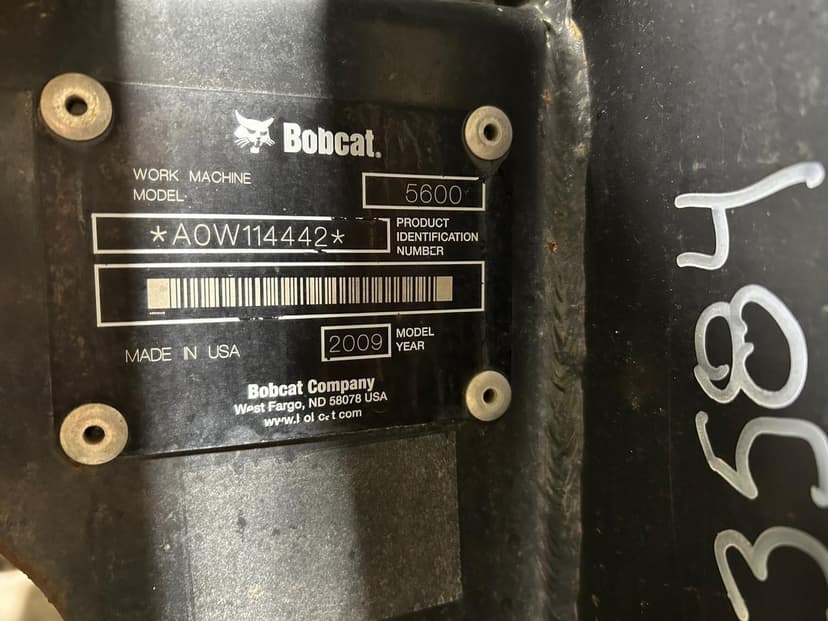 Bobcat.
WORK MACHINE
MODEL
5600
*A0W114442*
PRODUCT
IDENTIFICATION
NUMBER
MADE IN USA
2009
MODEL
YEAR
Bobcat Company
West Fargo, ND 58078 USA
3584